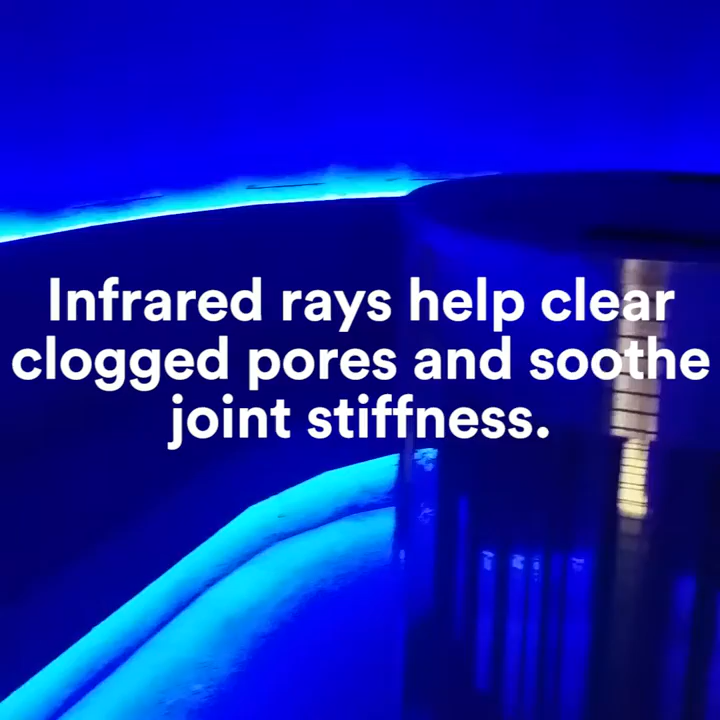 Infrared rays help clear
clogged pores and soothe
joint stiffness.